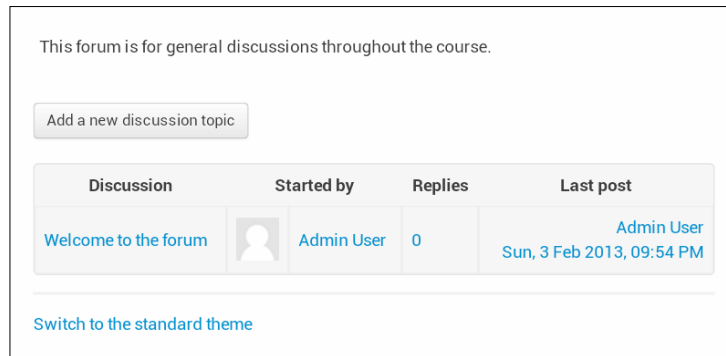 This forum is for general discussions throughout the course.
Add a new discussion topic
Discussion Started by Replies Last post
Welcome to the forum Admin User 0 Admin User
Sun, 3 Feb 2013, 09:54 PM
Switch to the standard theme